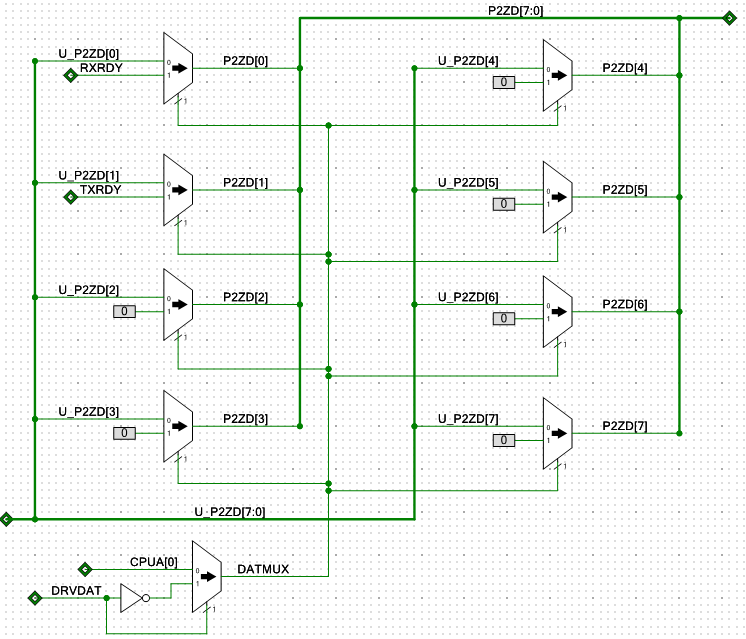 P2ZD[7:0]
U_P2ZD[0]
RXRDY
0
1
1
P2ZD[0]
U_P2ZD[4]
0
0
1
1
P2ZD[4]
U_P2ZD[1]
TXRDY
0
1
1
P2ZD[1]
U_P2ZD[5]
0
0
1
1
P2ZD[5]
U_P2ZD[2]
0
0
1
1
P2ZD[2]
U_P2ZD[6]
0
0
1
1
P2ZD[6]
U_P2ZD[3]
0
0
1
1
P2ZD[3]
U_P2ZD[7]
0
0
1
1
P2ZD[7]
U_P2ZD[7:0]
CPUA[0]
DRVDAT
0
1
1
DATMUX